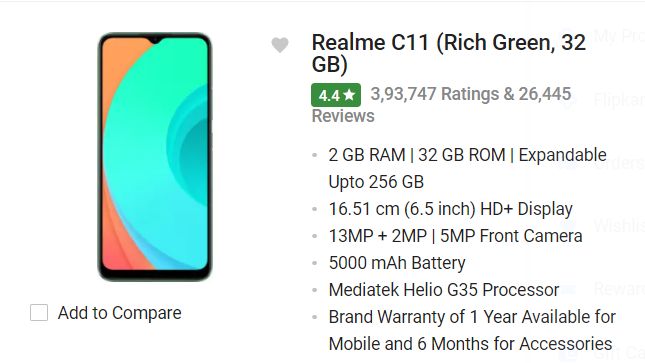 Realme C11 (Rich Green, 32
GB)
4.4★ 3,93,747 Ratings & 26,445
Reviews
2 GB RAM | 32 GB ROM | Expandable
Upto 256 GB
16.51 cm (6.5 inch) HD+ Display
13MP + 2MP | 5MP Front Camera
5000 mAh Battery
Mediatek Helio G35 Processor
Brand Warranty of 1 Year Available for
Mobile and 6 Months for Accessories
Add to Compare
My Pro
Flipkar
Orders
Wishlis
Rewar
Gift Ca